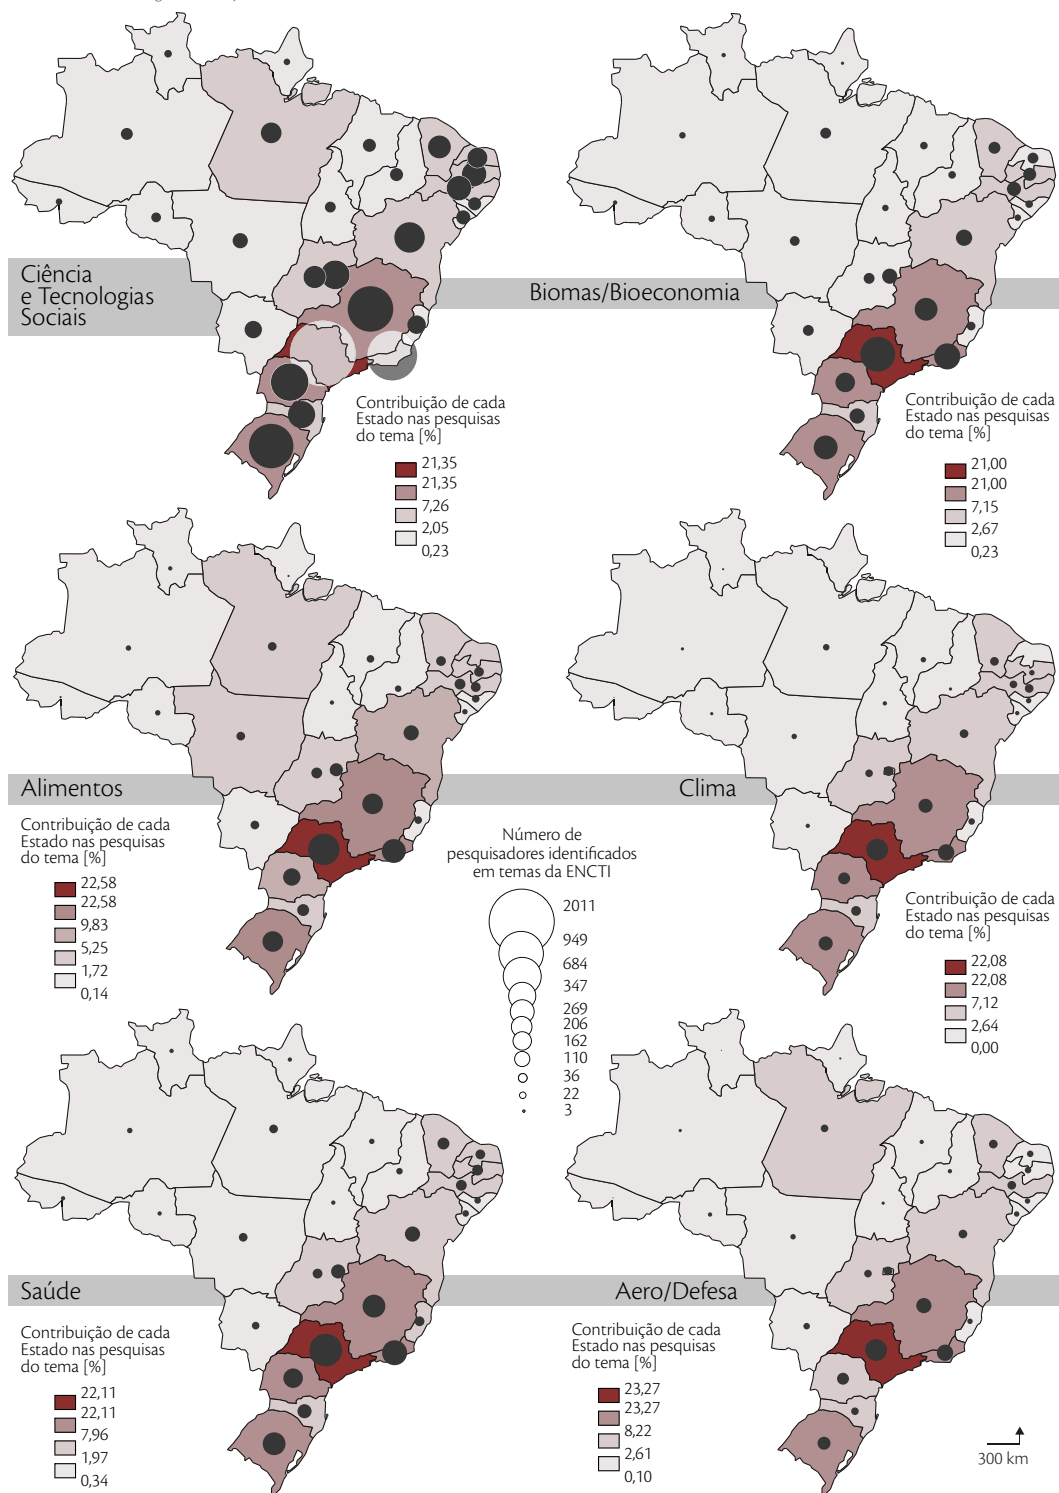 Ciência
e Tecnologias
Sociais
Contribuição de cada
Estado nas pesquisas
do tema [%]
21,35
21,35
7,26
2,05
0,23
Biomas/Bioeconomia
Contribuição de cada
Estado nas pesquisas
do tema [%]
21,00
21,00
7,15
2,67
0,23
Alimentos
Contribuição de cada
Estado nas pesquisas
do tema [%]
22,58
22,58
9,83
5,25
1,72
0,14
Número de
pesquisadores identificados
em temas da ENCTI
2011
949
684
347
269
206
162
110
36
22
3
Clima
Contribuição de cada
Estado nas pesquisas
do tema [%]
22,08
22,08
7,12
2,64
0,00
Saúde
Contribuição de cada
Estado nas pesquisas
do tema [%]
22,11
22,11
7,96
1,97
0,34
Aero/Defesa
Contribuição de cada
Estado nas pesquisas
do tema [%]
23,27
23,27
8,22
2,61
0,10
300 km